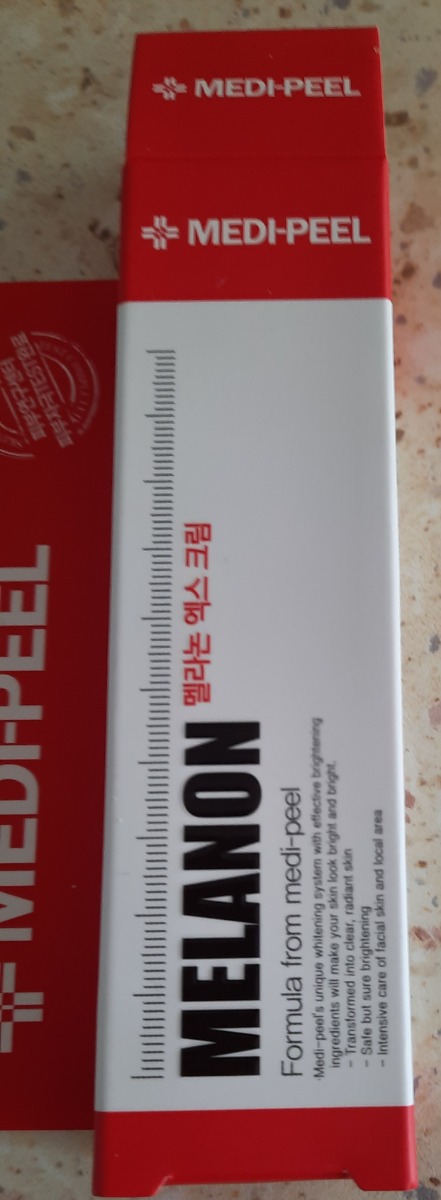 MEDI-PEEL
MEDI-PEEL
멜라논 엑스 크림
MELANON
Formula from medi-peel
·Medi-peel's unique whitening system with effective brightening
ingredients will make your skin look bright and bright.
- Transformed into clear, radiant skin
- Safe but sure brightening
- Intensive care of facial skin and local area
MEDI-PEEL